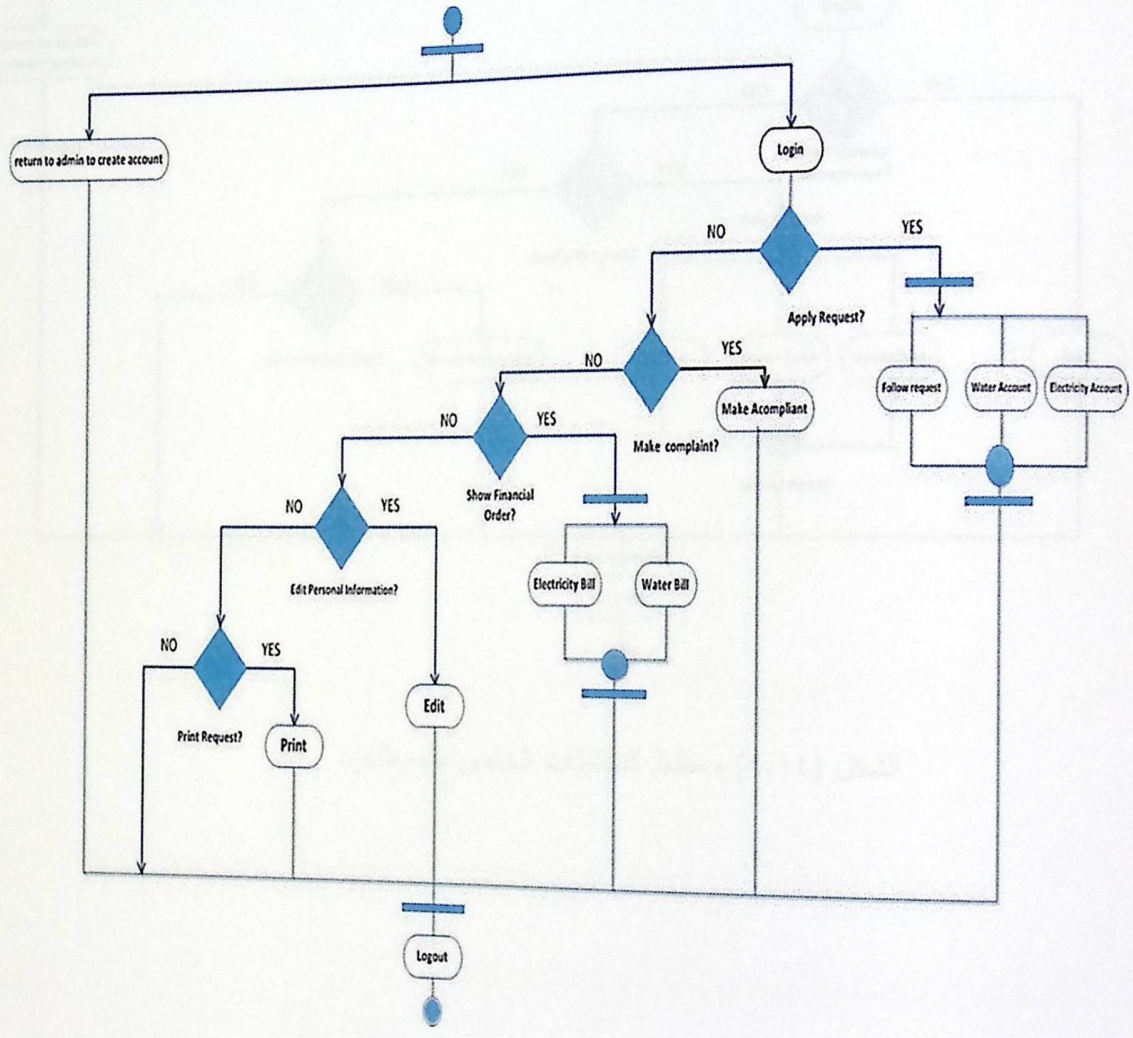 return to admin to create account
Login
NO
YES
Apply Request?
NO
YES
Follow request
Water Account
Electricity Account
Make Acompliant
Make complaint?
NO
YES
Show Financial
Order?
NO
YES
Electricity Bill
Water Bill
Edit Personal Information?
NO
YES
Edit
Print Request?
Print
Logout